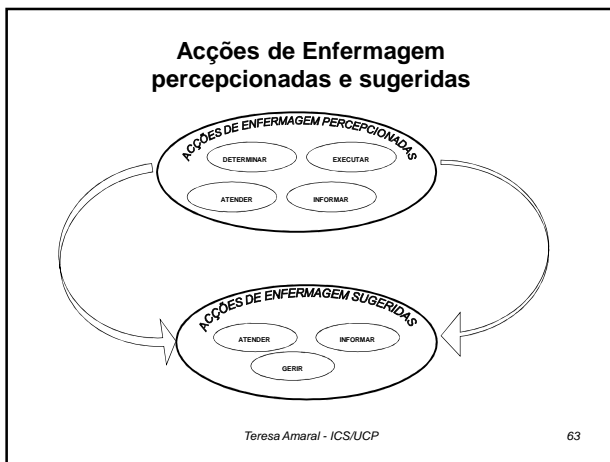 Acções de Enfermagem
percepcionadas e sugeridas
ACÇÕES DE ENFERMAGEM PERCEPCIONADAS
DETERMINAR EXECUTAR
ATENDER INFORMAR
ACÇÕES DE ENFERMAGEM SUGERIDAS
ATENDER INFORMAR
GERIR
Teresa Amaral - ICS/UCP 63